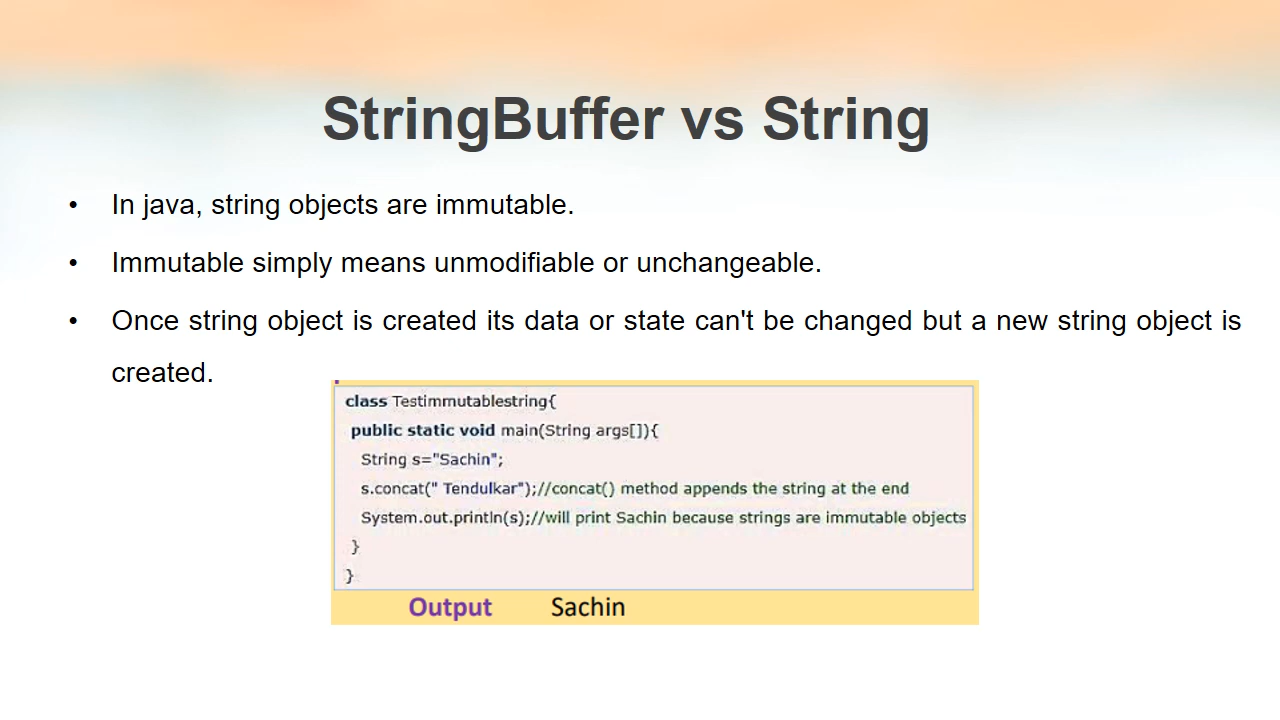 StringBuffer vs String
• In java, string objects are immutable.
• Immutable simply means unmodifiable or unchangeable.
• Once string object is created its data or state can't be changed but a new string object is
created.
class Testimmutablestring{
public static void main(String args[]){
String s="Sachin";
s.concat(" Tendulkar");//concat() method appends the string at the end
System.out.println(s);//will print Sachin because strings are immutable objects
}
}
Output Sachin